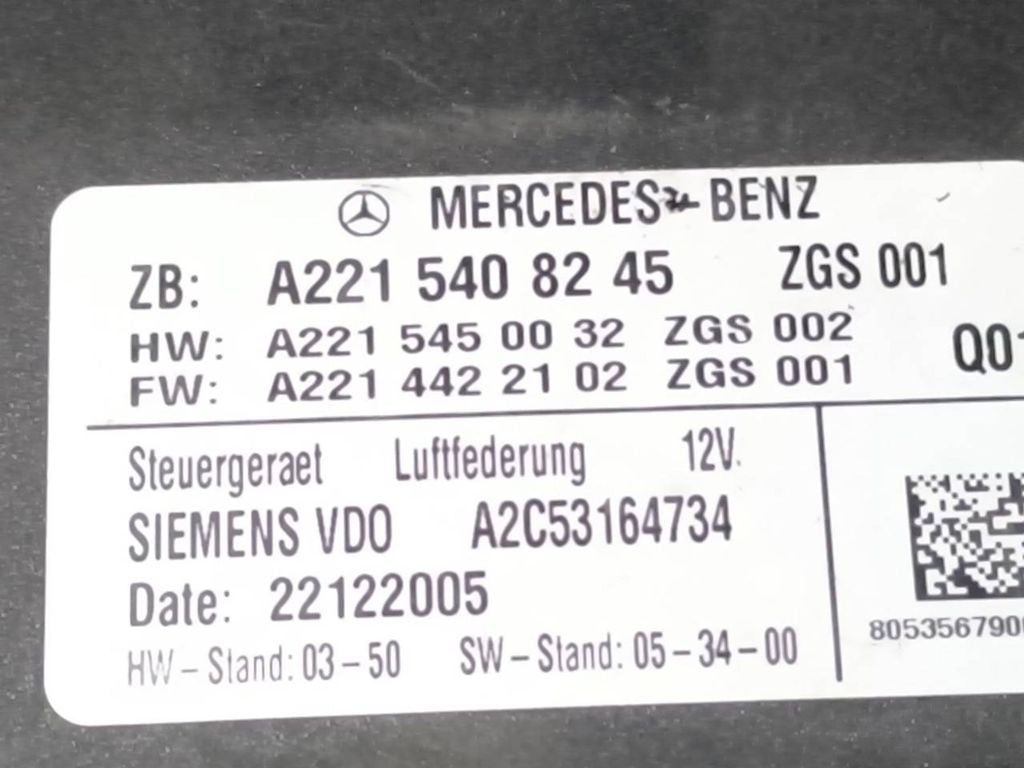 MERCEDES-BENZ
ZB: A221 540 82 45 ZGS 001
HW: A221 545 00 32 ZGS 002
FW: A221 442 21 02 ZGS 001
Q01
Steuergeraet Luftfederung 12V.
SIEMENS VDO A2C53164734
Date: 22122005
HW-Stand: 03-50 SW-Stand: 05-34-00
805356790